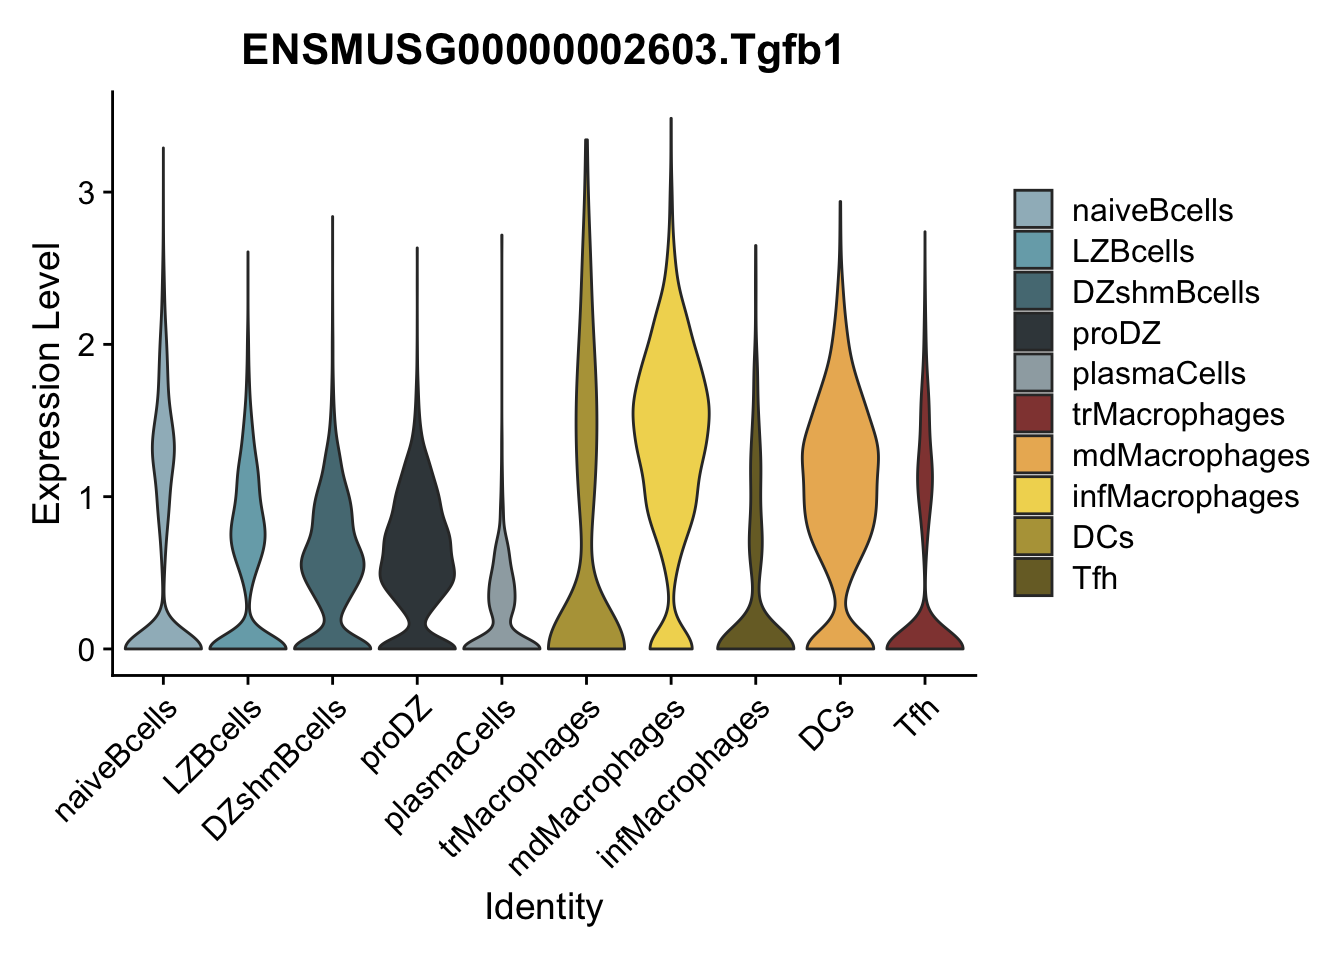 ENSMUSG00000002603.Tgfb1
Expression Level
3
2
1
0
naiveBcells
LZBcells
DZshmBcells
proDZ
plasmaCells
trMacrophages
mdMacrophages
infMacrophages
DCs
Tfh
Identity
naiveBcells
LZBcells
DZshmBcells
proDZ
plasmaCells
trMacrophages
mdMacrophages
infMacrophages
DCs
Tfh